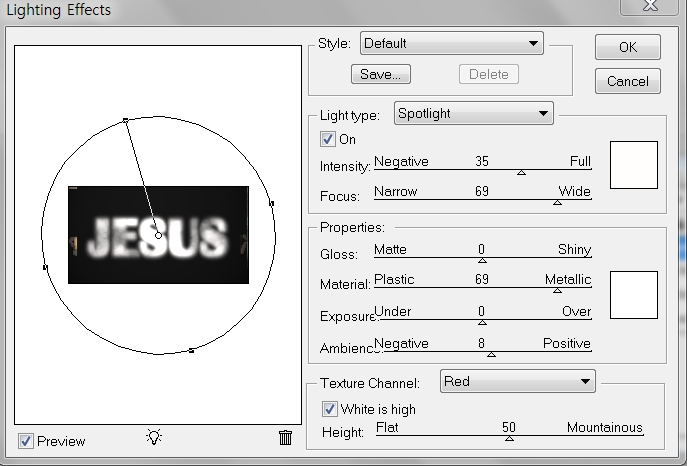 Lighting Effects
Style: Default
OK
Save... Delete
Cancel
Light type: Spotlight
On
Intensity: Negative 35 Full
Focus: Narrow 69 Wide
JESUS
Properties:
Gloss: Matte 0 Shiny
Material: Plastic 69 Metallic
Exposure: Under 0 Over
Ambience: Negative 8 Positive
Texture Channel: Red
White is high
Height: Flat 50 Mountainous
Preview